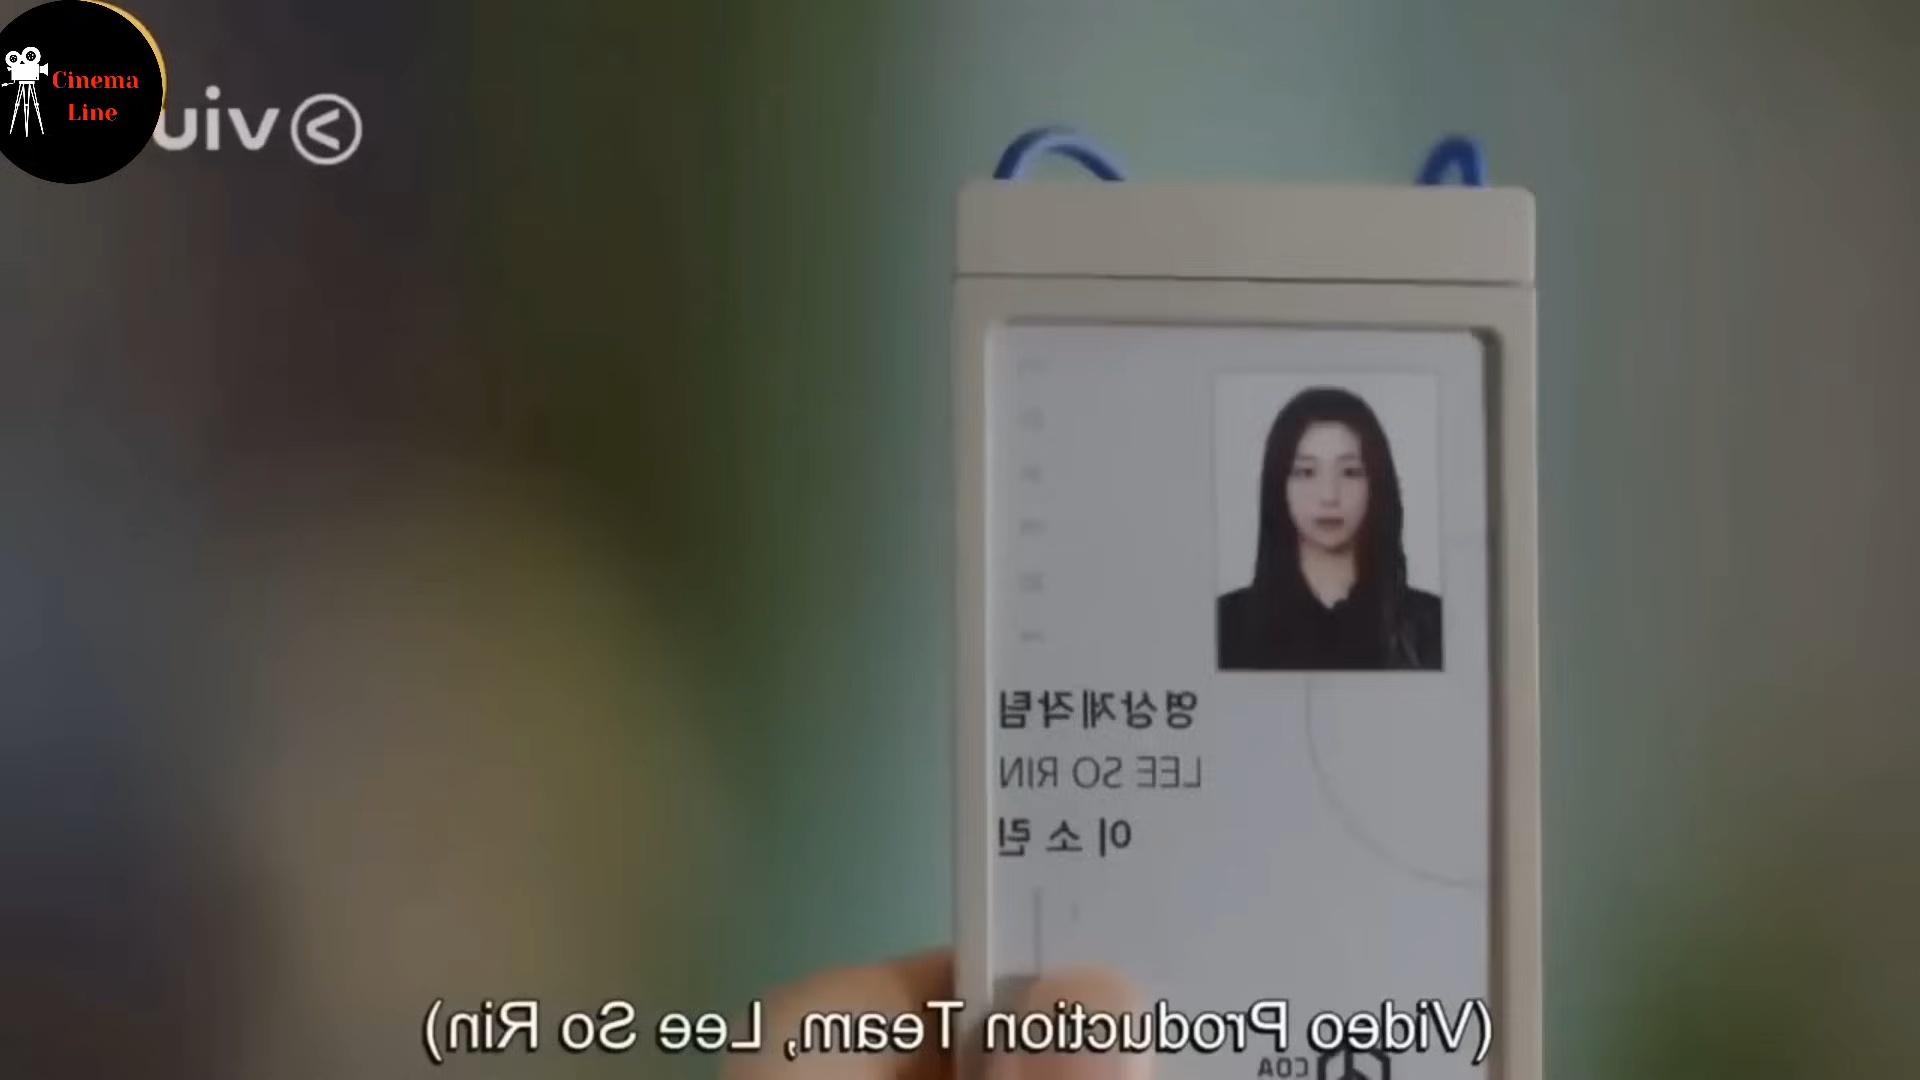 Cinema
Line
viu
영상제작팀
LEE SO RIN
이소린
COA
(Video Production Team, Lee So Rin)